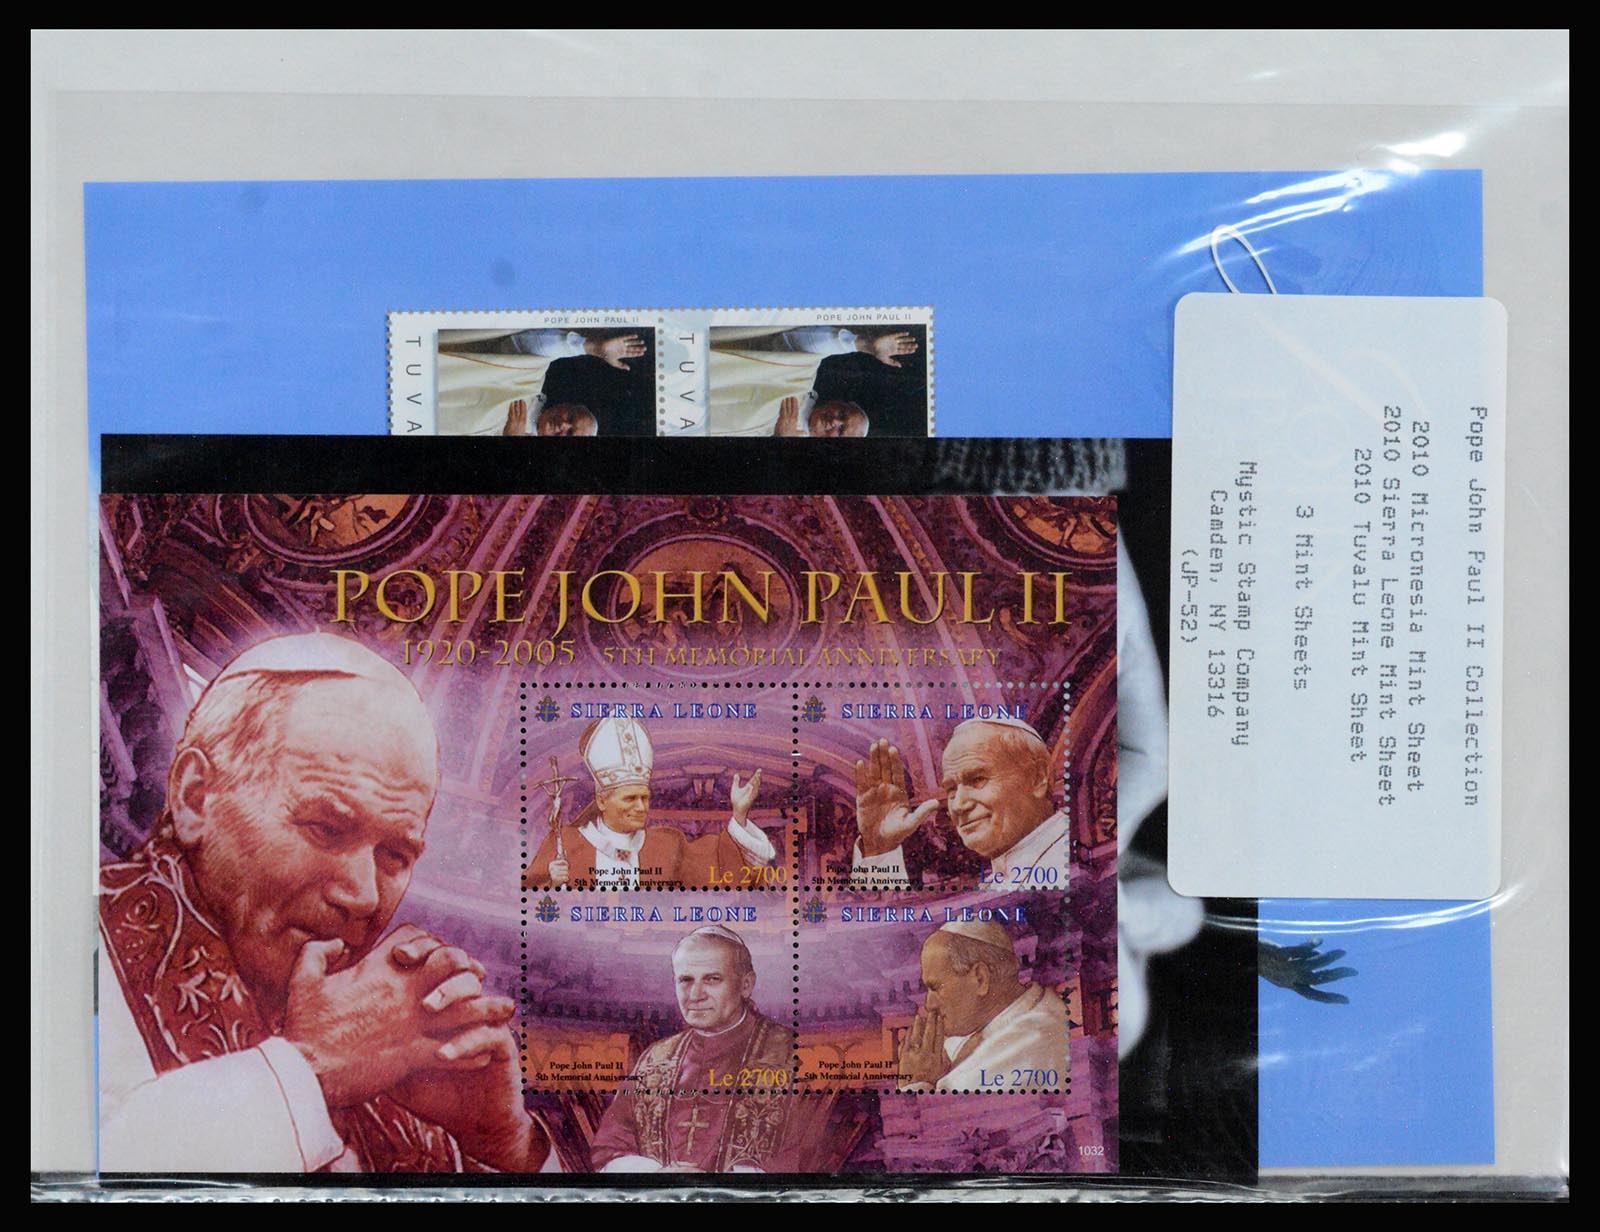 POPE JOHN PAUL II
POPE JOHN PAUL II
TUVA
TUVA
POPE JOHN PAUL II
1920-2005 5TH MEMORIAL ANNIVERSARY
SIERRA LEONE
Pope John Paul II
5th Memorial Anniversary
Le 2700
SIERRA LEONE
Pope John Paul II
5th Memorial Anniversary
Le 2700
SIERRA LEONE
Pope John Paul II
5th Memorial Anniversary
Le 2700
SIERRA LEONE
Pope John Paul II
5th Memorial Anniversary
Le 2700
1032
Pope John Paul II Collection
2010 Micronesia Mint Sheet
2010 Sierra Leone Mint Sheet
2010 Tuvalu Mint Sheet
3 Mint Sheets
Mystic Stamp Company
Camden, NY 13316
(JP-52)